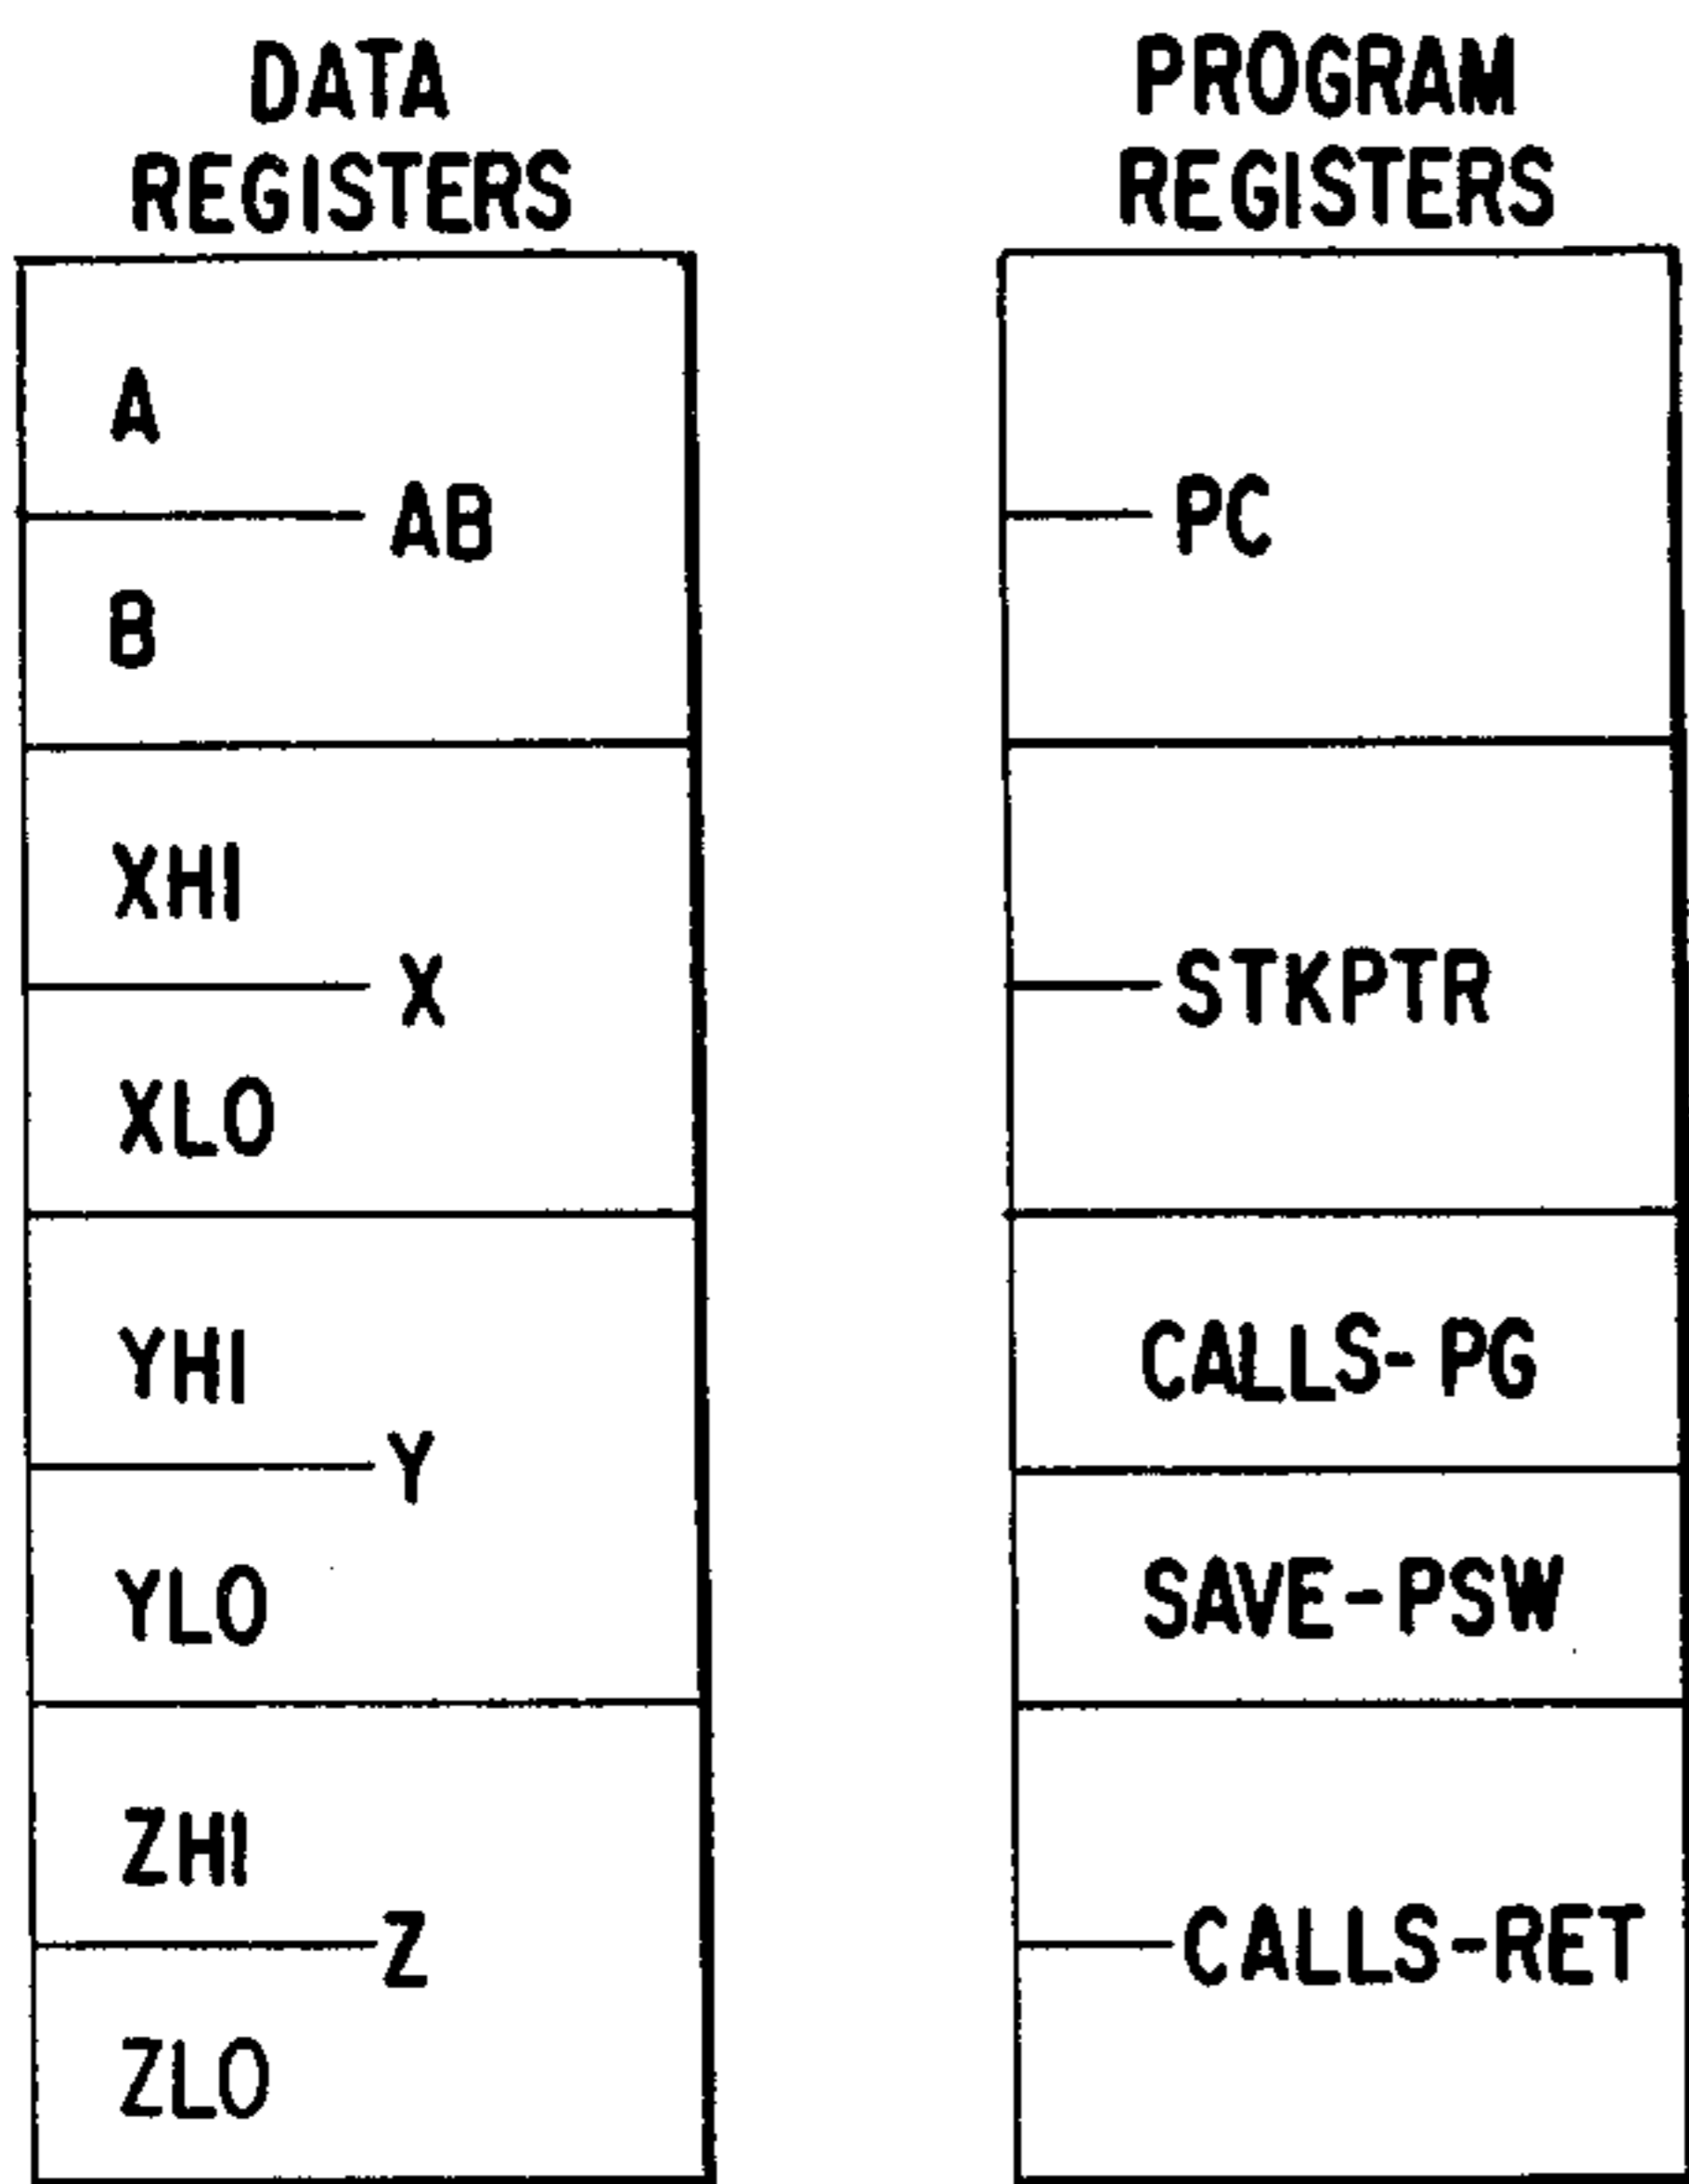 DATA
REGISTERS
A
AB
B
XHI
X
XLO
YHI
Y
YLO
ZHI
Z
ZLO
PROGRAM
REGISTERS
PC
STKPTR
CALLS-PG
SAVE-PSW
CALLS-RET